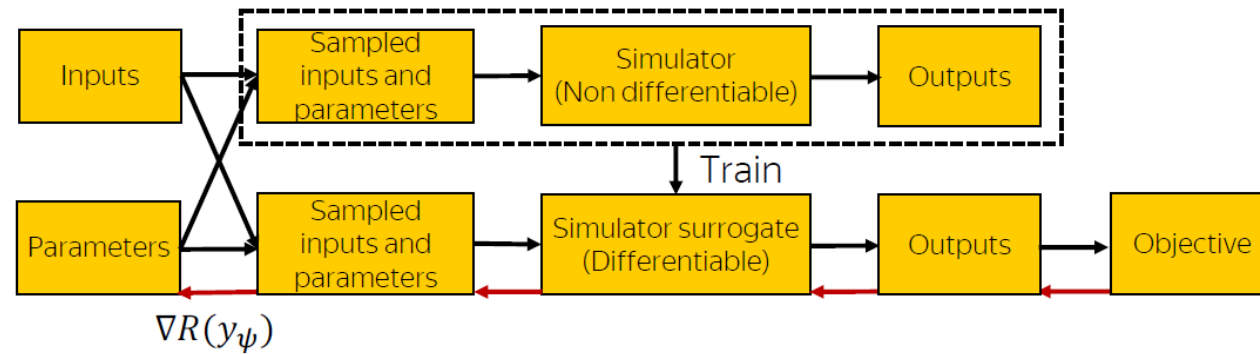 Inputs
Sampled
inputs and
parameters
Simulator
(Non differentiable)
Outputs
Train
Parameters
Sampled
inputs and
parameters
Simulator surrogate
(Differentiable)
Outputs
Objective
∇R(y_ψ)